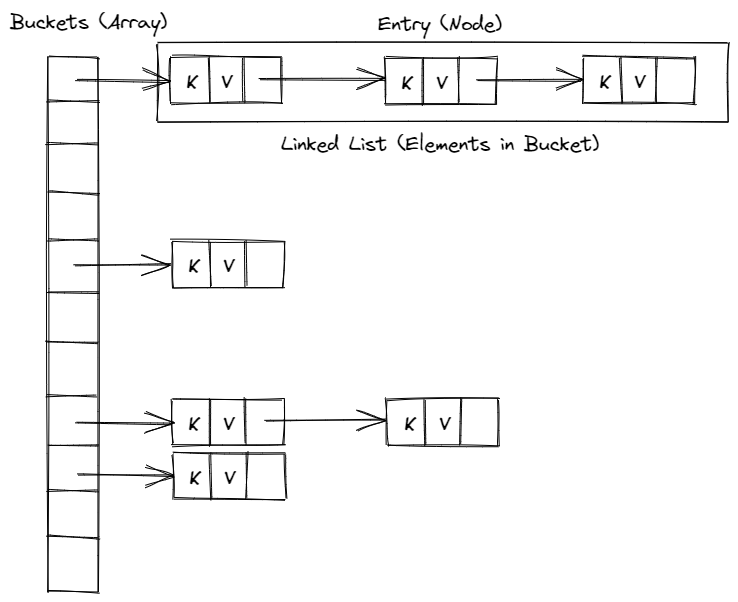 Buckets (Array)
Entry (Node)
K V
K V
K V
Linked List (Elements in Bucket)
K V
K V
K V
K V